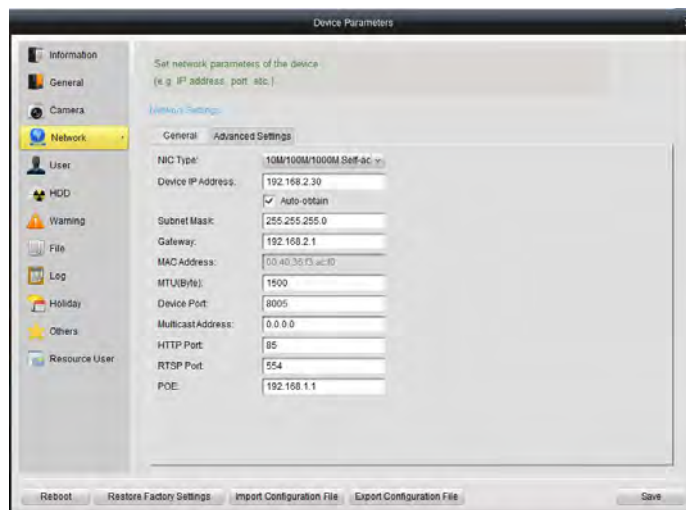 Device Parameters
Information
General
Camera
Network
User
HDD
Warning
File
Log
Holiday
Others
Resource User
Set network parameters of the device
(e.g. IP address, port, etc.)
Network Settings
General Advanced Settings
NIC Type: 10M/100M/1000M Self-ac
Device IP Address: 192.168.2.30
Auto-obtain
Subnet Mask: 255.255.255.0
Gateway: 192.168.2.1
MAC Address:
MTU(Byte): 1500
Device Port: 8005
Multicast Address: 0.0.0.0
HTTP Port: 85
RTSP Port: 554
POE: 192.168.1.1
Reboot Restore Factory Settings Import Configuration File Export Configuration File Save